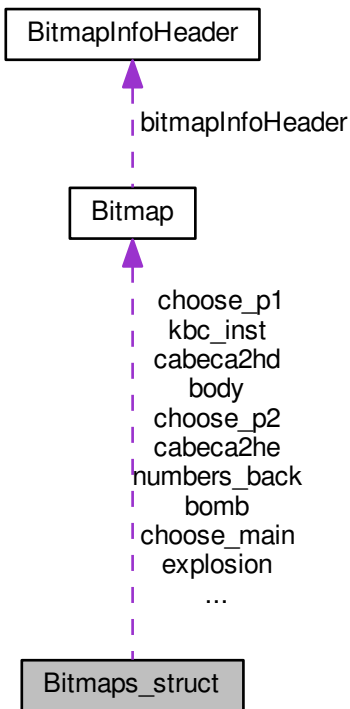 BitmapInfoHeader
bitmapInfoHeader
Bitmap
choose_p1
kbc_inst
cabeca2hd
body
choose_p2
cabeca2he
numbers_back
bomb
choose_main
explosion
...
Bitmaps_struct